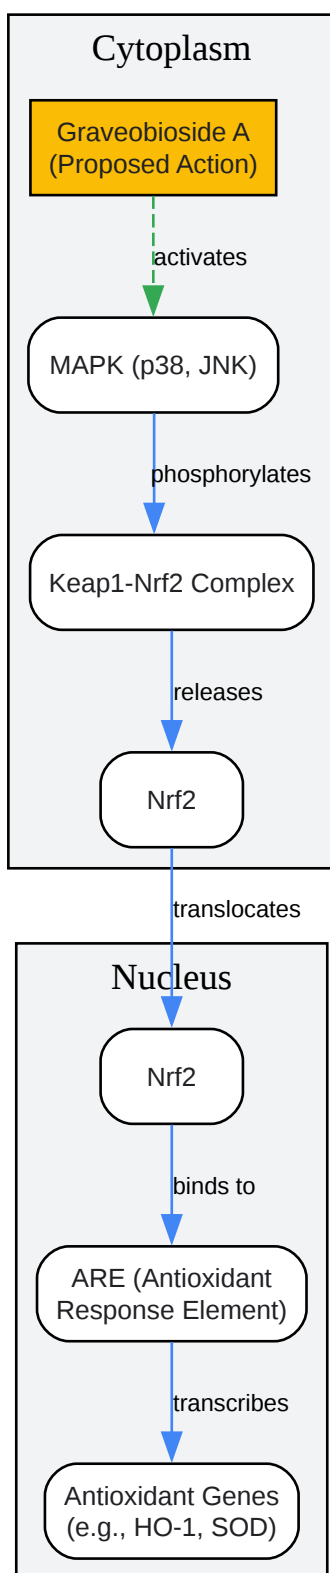 Cytoplasm
Graveobioside A
(Proposed Action)
activates
MAPK (p38, JNK)
phosphorylates
Keap1-Nrf2 Complex
releases
Nrf2
translocates
Nucleus
Nrf2
binds to
ARE (Antioxidant
Response Element)
transcribes
Antioxidant Genes
(e.g., HO-1, SOD)